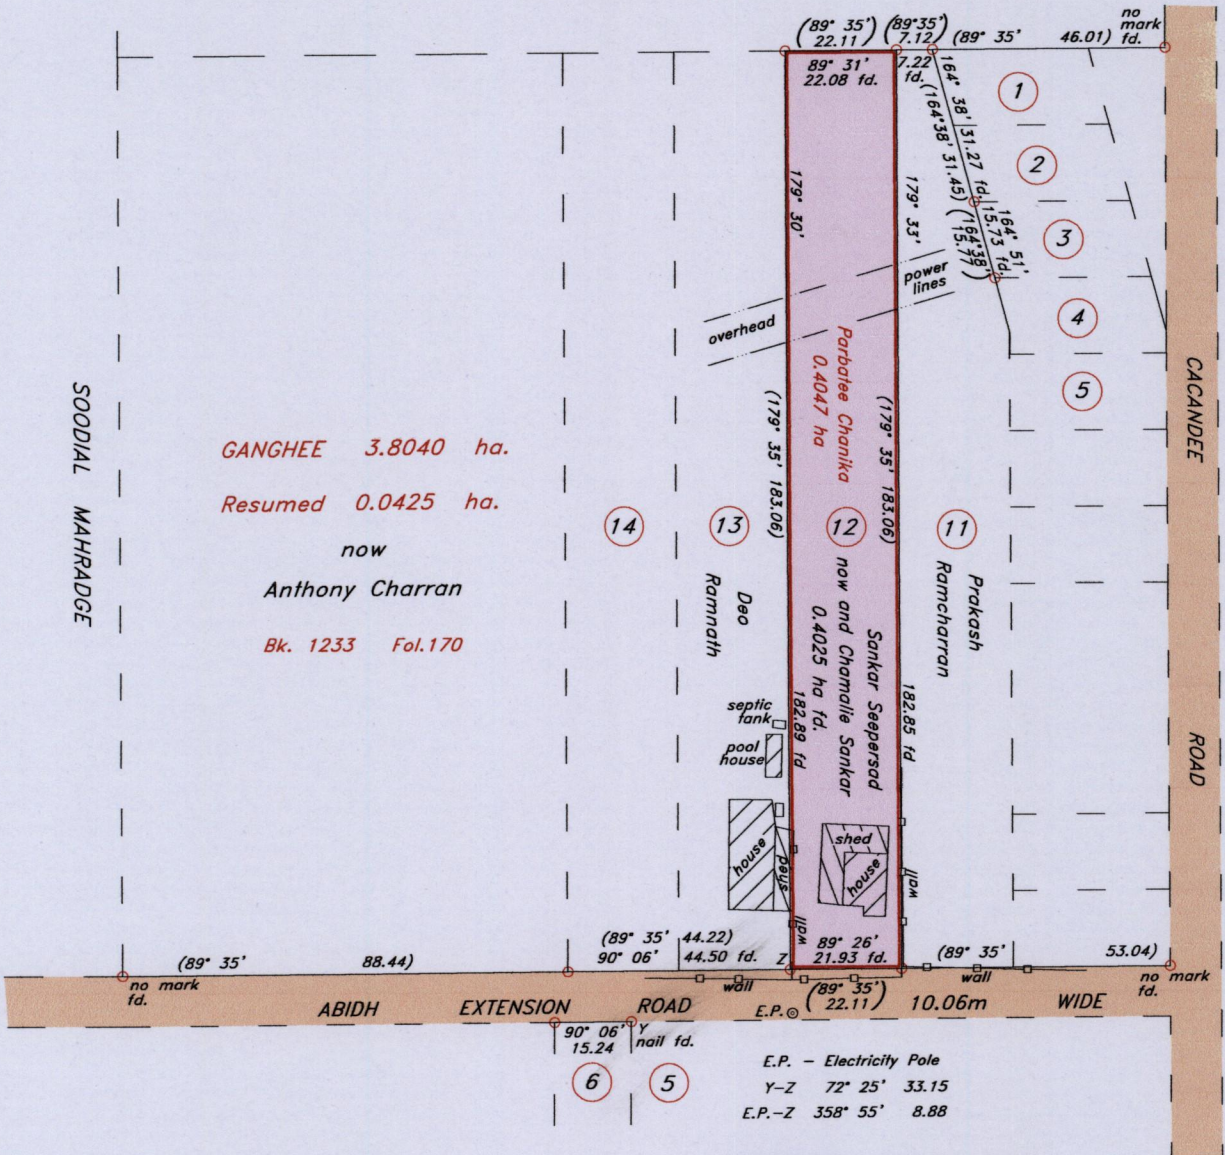 (89° 35'
22.11)
(89°35'
7.12)
(89° 35'
46.01)
no
mark
fd.
89° 31'
22.08 fd.
7.22
fd.
164° 38' 31.27 fd.
(164°38' 31.45)
164° 51'
15.73 fd.
(164°38'
15.77)
1
2
3
4
5
179° 30'
179° 33'
overhead
power
lines
Parbatee Chanika
0.4047 ha
(179° 35' 183.06)
(179° 35' 183.06)
SOODIAL MAHRADGE
GANGHEE 3.8040 ha.
Resumed 0.0425 ha.
now
Anthony Charran
Bk. 1233 Fol.170
14
13
12
11
Deo
Ramnath
Sankar Seepersad
now and Chamalie Sankar
0.4025 ha fd.
Prakash
Ramcharran
CACANDEE
ROAD
septic
tank
pool
house
182.89 fd
182.85 fd
house
shed
shed
house
wall
wall
(89° 35' 88.44)
(89° 35' 44.22)
90° 06' 44.50 fd.
Z
89° 26'
21.93 fd.
(89° 35' 53.04)
no mark
fd.
wall
wall
no mark
fd.
ABIDH EXTENSION ROAD
E.P.
(89° 35'
22.11)
10.06m WIDE
90° 06'
15.24
Y
nail fd.
6
5
E.P. - Electricity Pole
Y-Z 72° 25' 33.15
E.P.-Z 358° 55' 8.88